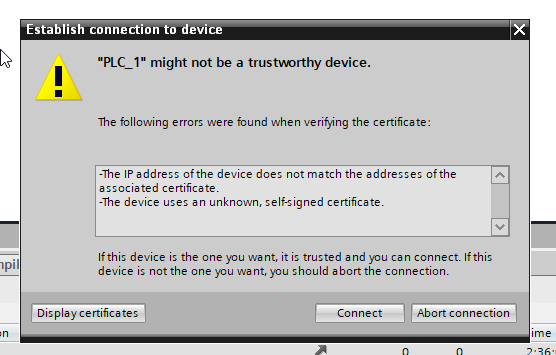 Establish connection to device
"PLC_1" might not be a trustworthy device.
The following errors were found when verifying the certificate:
-The IP address of the device does not match the addresses of the
associated certificate.
-The device uses an unknown, self-signed certificate.
If this device is the one you want, it is trusted and you can connect. If this
device is not the one you want, you should abort the connection.
Display certificates
Connect
Abort connection
mpil
on
ime
0
0
2:36: